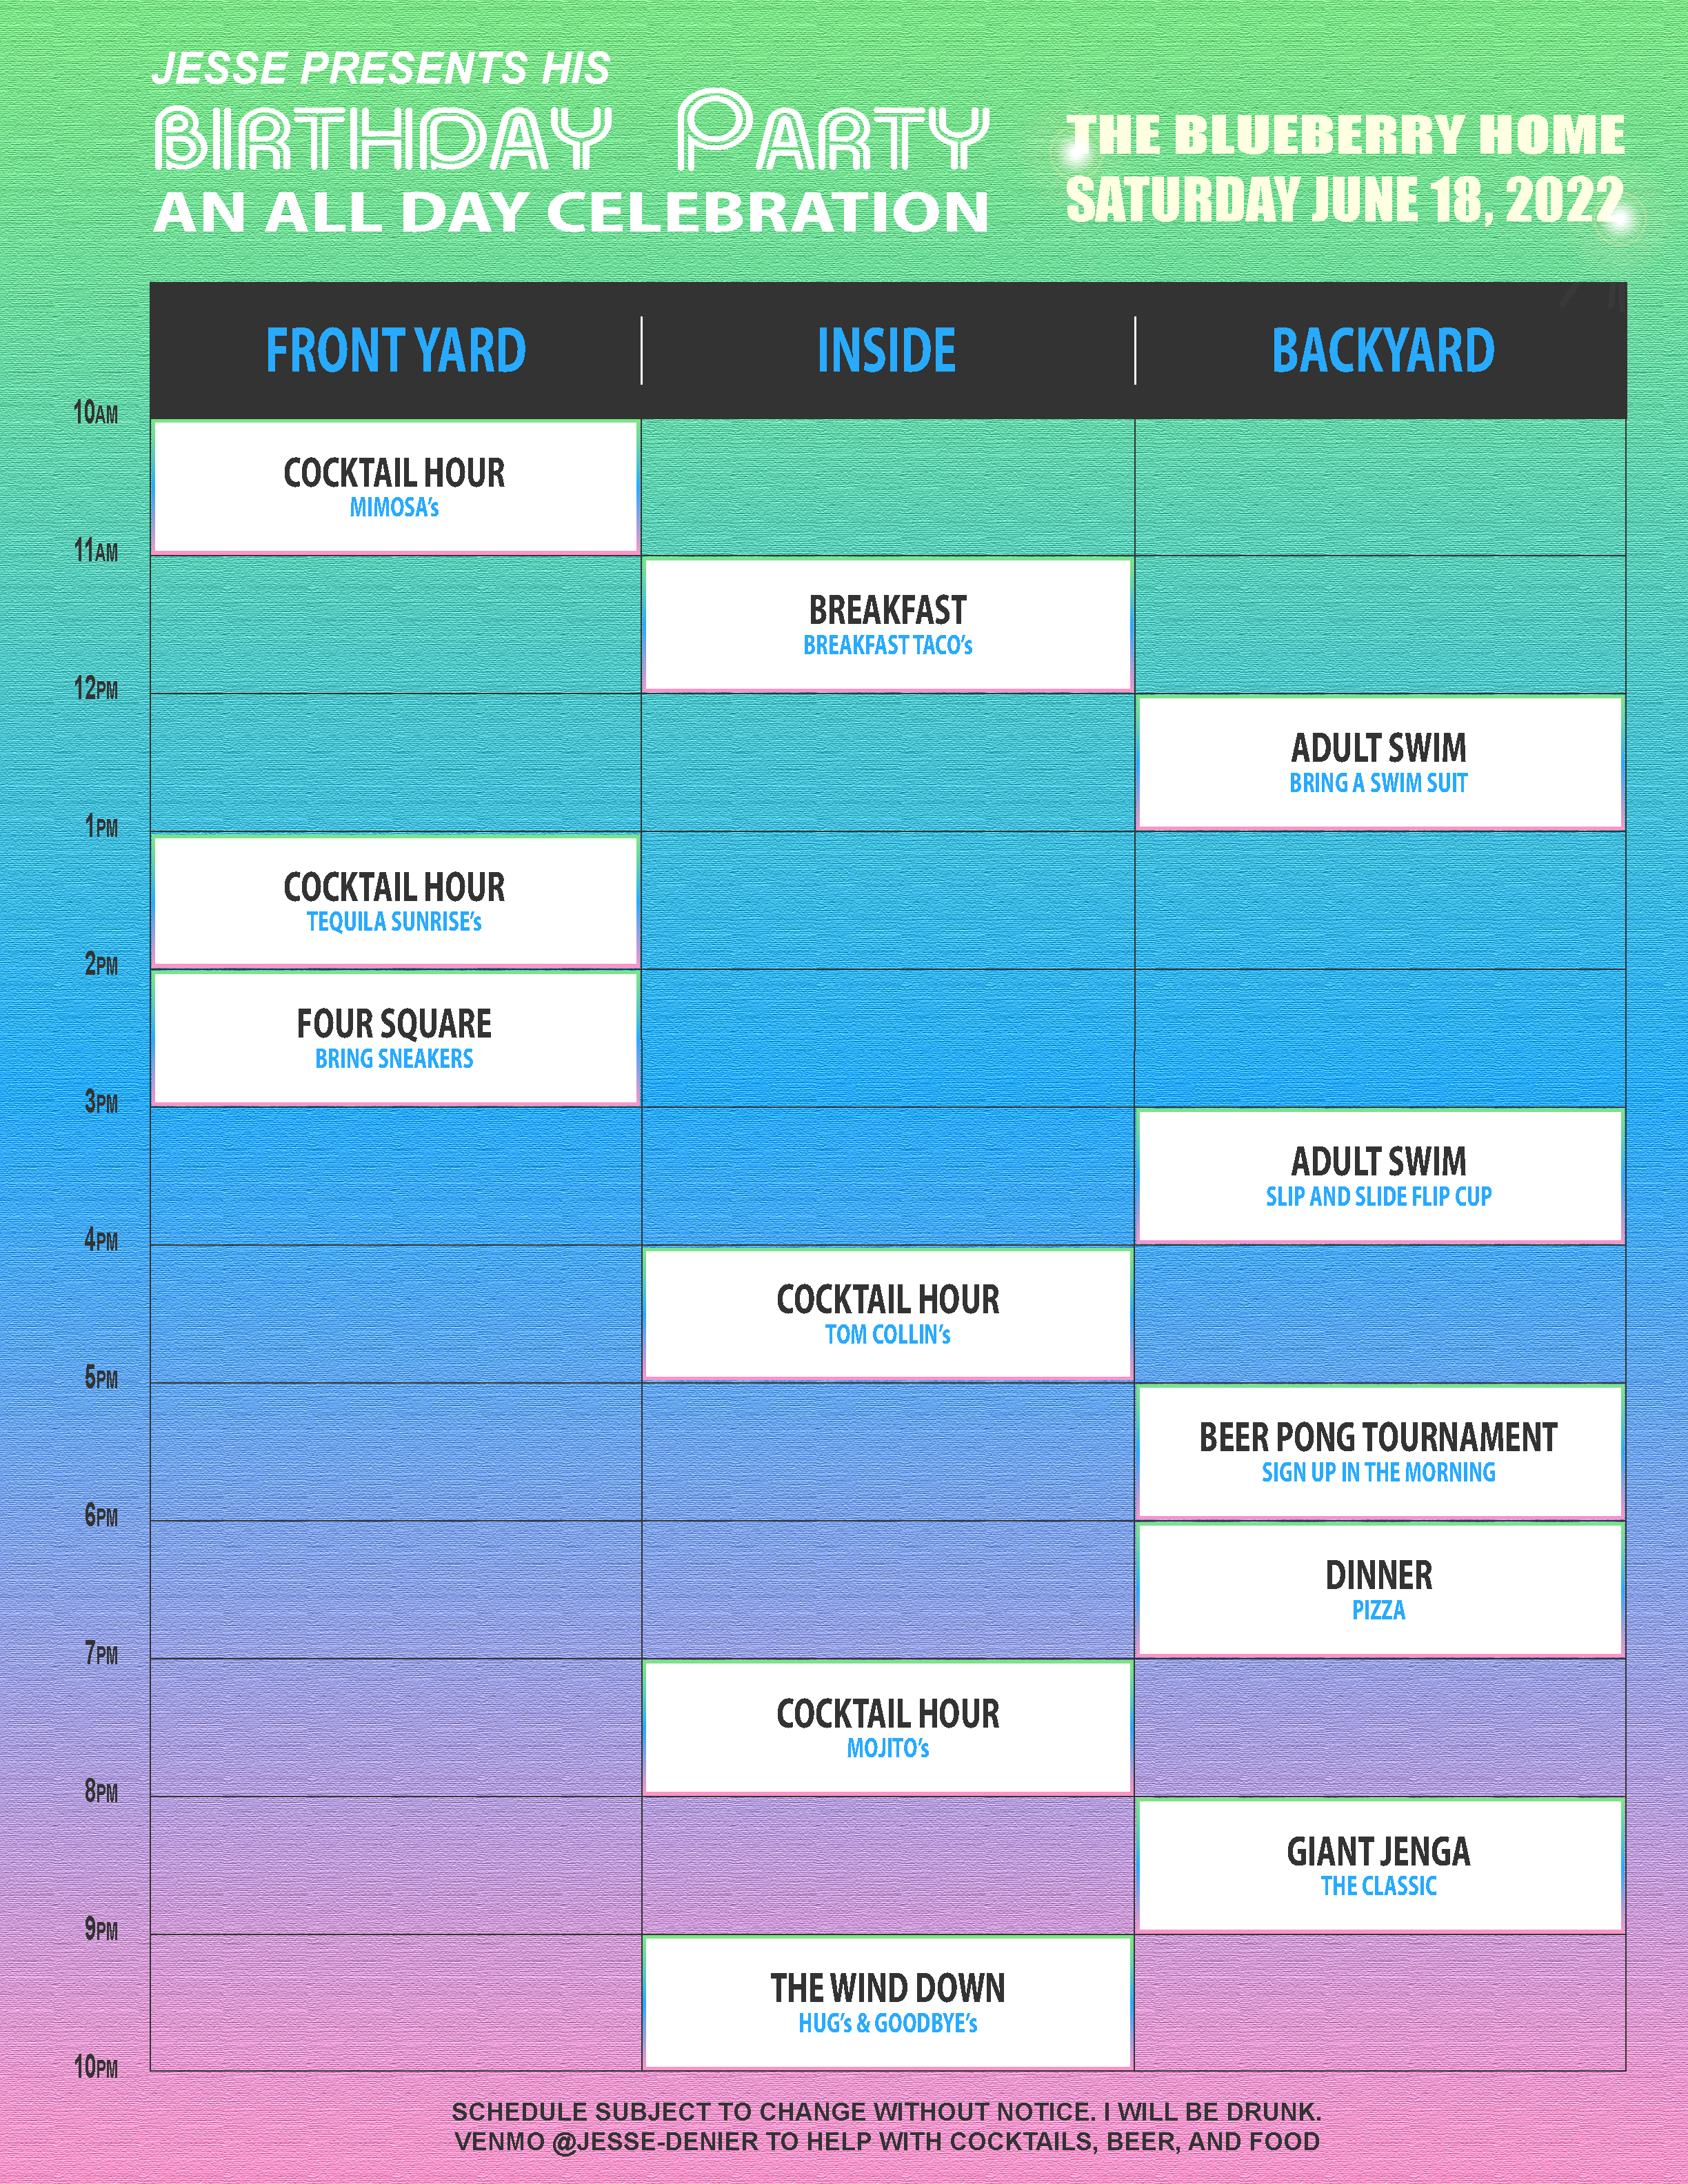 JESSE PRESENTS HIS
BIRTHDAY PARTY
AN ALL DAY CELEBRATION
THE BLUEBERRY HOME
SATURDAY JUNE 18, 2022
FRONT YARD
INSIDE
BACKYARD
10AM
COCKTAIL HOUR
MIMOSA's
11AM
BREAKFAST
BREAKFAST TACO's
12PM
ADULT SWIM
BRING A SWIM SUIT
1PM
COCKTAIL HOUR
TEQUILA SUNRISE's
2PM
FOUR SQUARE
BRING SNEAKERS
3PM
ADULT SWIM
SLIP AND SLIDE FLIP CUP
4PM
COCKTAIL HOUR
TOM COLLIN's
5PM
BEER PONG TOURNAMENT
SIGN UP IN THE MORNING
6PM
DINNER
PIZZA
7PM
COCKTAIL HOUR
MOJITO's
8PM
GIANT JENGA
THE CLASSIC
9PM
THE WIND DOWN
HUG's & GOODBYE's
10PM
SCHEDULE SUBJECT TO CHANGE WITHOUT NOTICE. I WILL BE DRUNK.
VENMO @JESSE-DENIER TO HELP WITH COCKTAILS, BEER, AND FOOD